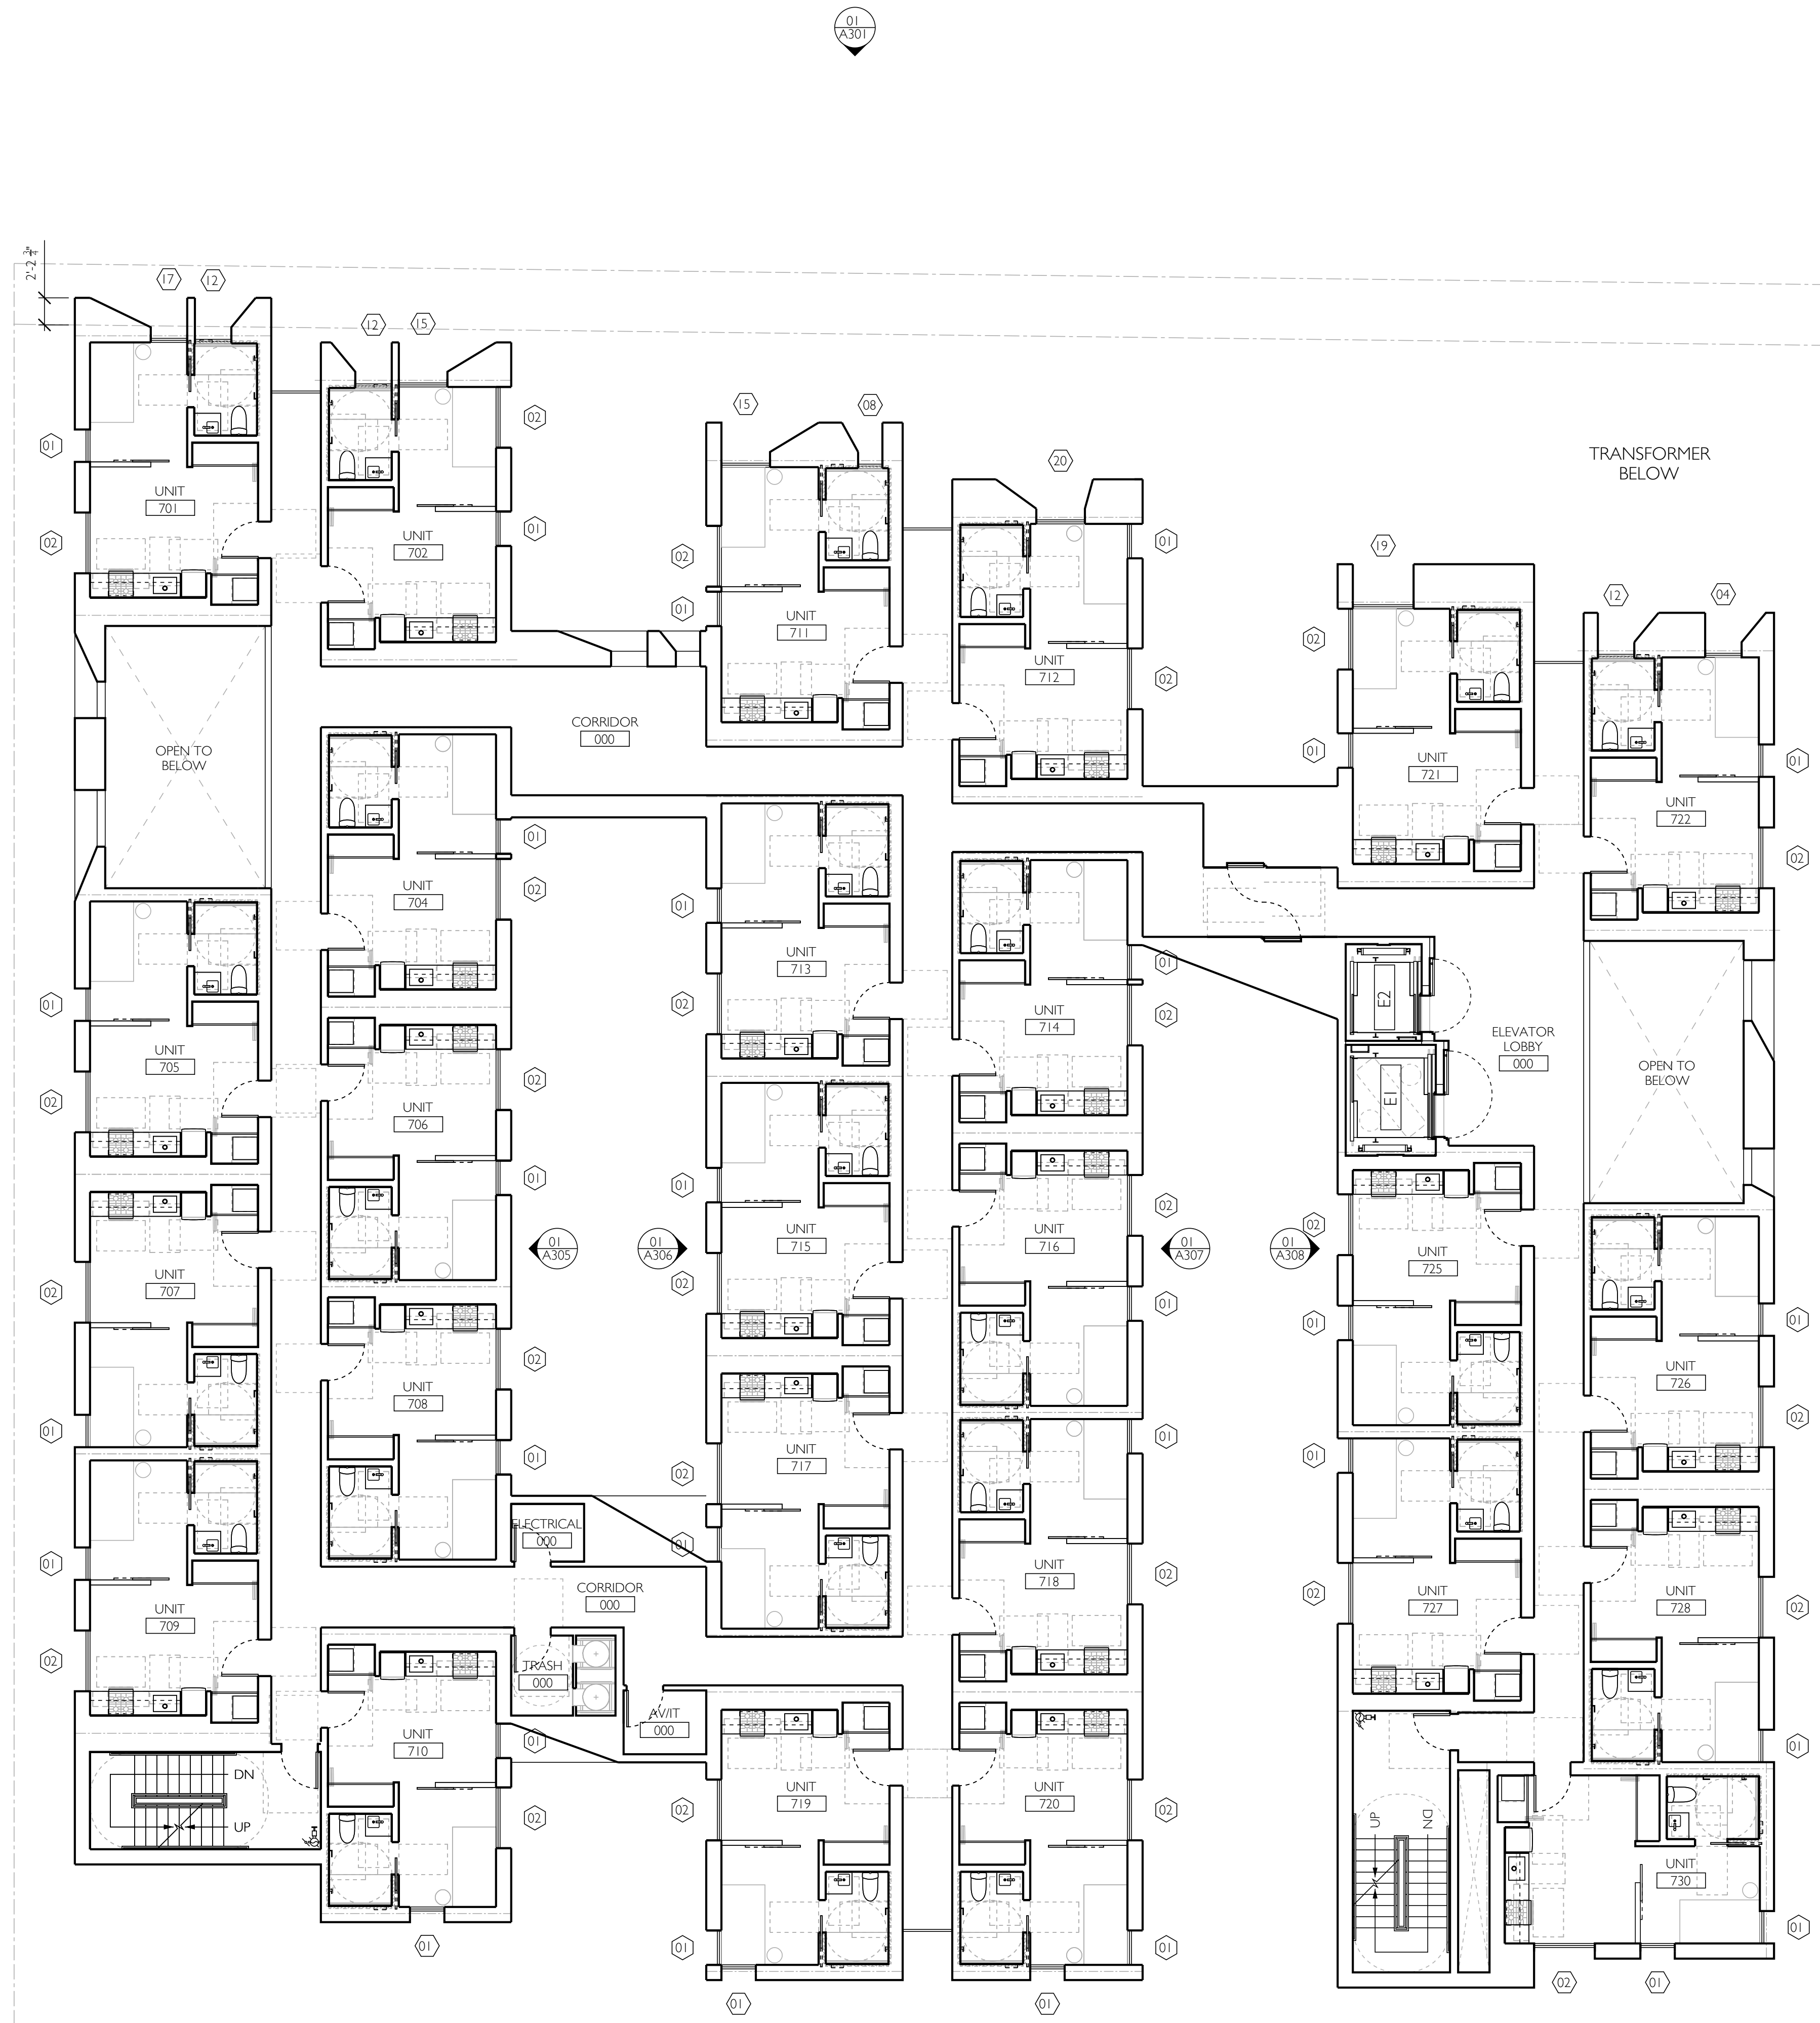 01
A301
2'-2 3/4"
17
12
12
15
02
01
UNIT
701
02
UNIT
702
01
15
08
20
TRANSFORMER
BELOW
02
01
UNIT
711
01
UNIT
712
02
19
02
12
04
UNIT
721
01
01
UNIT
722
02
CORRIDOR
000
OPEN TO
BELOW
01
UNIT
704
02
01
UNIT
713
02
01
UNIT
714
02
E2
E1
ELEVATOR
LOBBY
000
OPEN TO
BELOW
01
UNIT
705
02
UNIT
706
02
01
01
UNIT
715
02
UNIT
716
02
01
01
A305
01
A306
01
A307
01
A308
02
UNIT
725
01
UNIT
707
02
01
UNIT
708
02
01
UNIT
717
02
01
01
UNIT
718
02
UNIT
726
01
02
01
UNIT
727
02
UNIT
728
02
01
ELECTRICAL
000
CORRIDOR
000
01
UNIT
709
02
TRASH
000
AV/IT
000
UNIT
710
01
02
01
DN
UP
UNIT
719
02
01
01
UNIT
720
02
01
01
UP
DN
UNIT
730
01
02
01